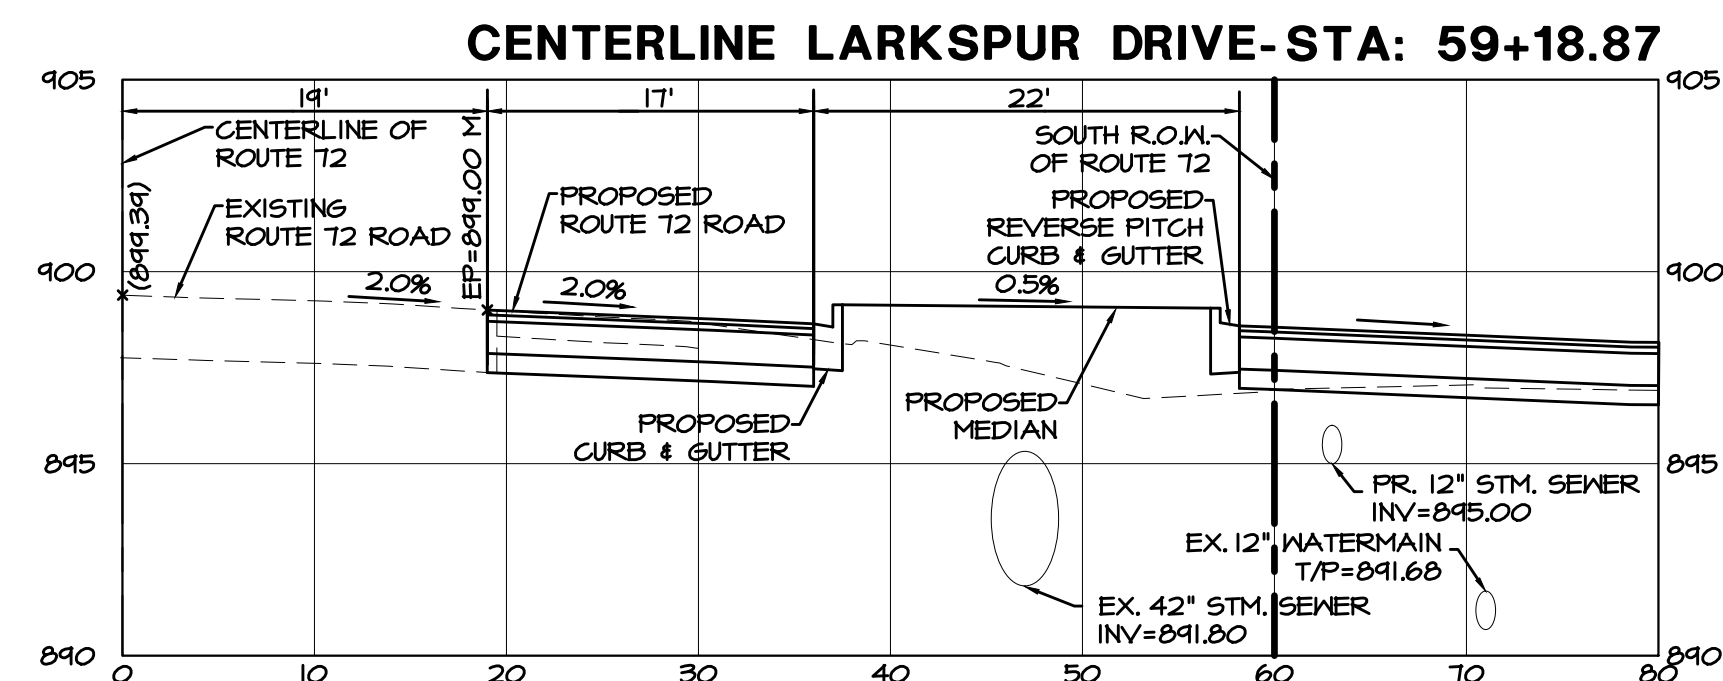 CENTERLINE LARKSPUR DRIVE-STA: 59+18.87
905
905
19'
17'
22'
CENTERLINE OF
ROUTE 72
EP=899.00 M.
SOUTH R.O.W.
OF ROUTE 72
(899.39)
EXISTING
ROUTE 72 ROAD
PROPOSED
ROUTE 72 ROAD
PROPOSED
REVERSE PITCH
CURB & GUTTER
900
900
2.0%
2.0%
0.5%
PROPOSED
MEDIAN
PROPOSED
CURB & GUTTER
895
895
PR. 12" STM. SEWER
INV=895.00
EX. 12" WATERMAIN
T/P=891.68
EX. 42" STM. SEWER
INV=891.80
890
890
0 10 20 30 40 50 60 70 80